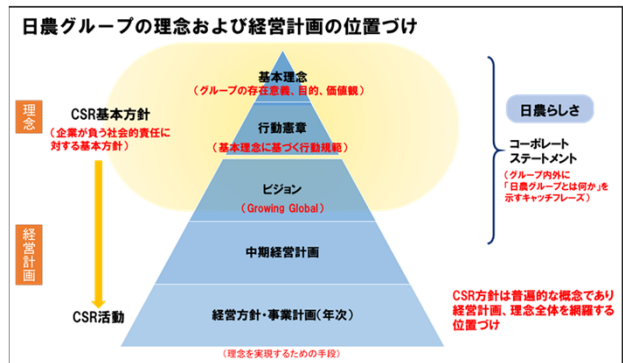 日農グループの理念および経営計画の位置づけ
理念
CSR基本方針
(企業が負う社会的責任に
対する基本方針)
経営計画
CSR活動
基本理念
(グループの存在意義、目的、価値観)
行動憲章
(基本理念に基づく行動規範)
ビジョン
(Growing Global)
中期経営計画
経営方針・事業計画(年次)
(理念を実現するための手段)
日農らしさ
コーポレート
ステートメント
(グループ内外に
「日農グループとは何か」を
示すキャッチフレーズ)
CSR方針は普遍的な概念であり
経営計画、理念全体を網羅する
位置づけ